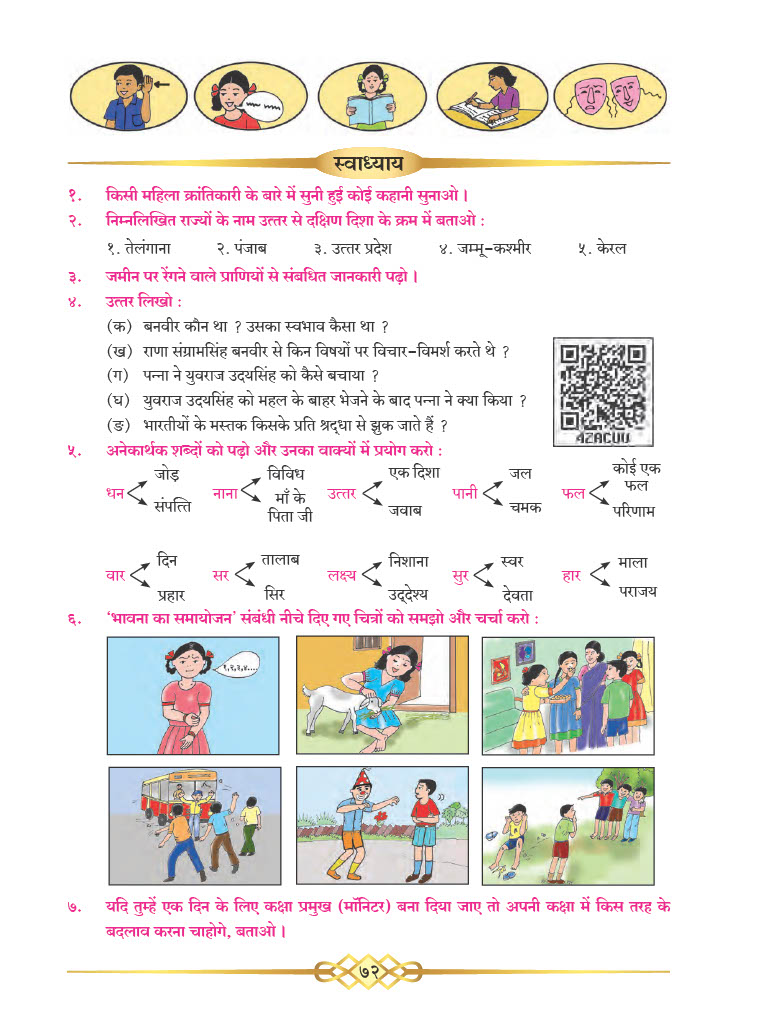 स्वाध्याय
१. किसी महिला क्रांतिकारी के बारे में सुनी हुई कोई कहानी सुनाओ ।
२. निम्नलिखित राज्यों के नाम उत्तर से दक्षिण दिशा के क्रम में बताओ :
१. तेलंगाना २. पंजाब ३. उत्तर प्रदेश ४. जम्मू-कश्मीर ५. केरल
३. जमीन पर रेंगने वाले प्राणियों से संबधित जानकारी पढ़ो ।
४. उत्तर लिखो :
(क) बनवीर कौन था ? उसका स्वभाव कैसा था ?
(ख) राणा संग्रामसिंह बनवीर से किन विषयों पर विचार-विमर्श करते थे ?
(ग) पन्ना ने युवराज उदयसिंह को कैसे बचाया ?
(घ) युवराज उदयसिंह को महल के बाहर भेजने के बाद पन्ना ने क्या किया ?
(ङ) भारतीयों के मस्तक किसके प्रति श्रद्धा से झुक जाते हैं ?
4ZACUU
५. अनेकार्थक शब्दों को पढ़ो और उनका वाक्यों में प्रयोग करो :
धन जोड़ संपत्ति
नाना विविध माँ के पिता जी
उत्तर एक दिशा जवाब
पानी जल चमक
फल कोई एक फल परिणाम
वार दिन प्रहार
सर तालाब सिर
लक्ष्य निशाना उद्देश्य
सुर स्वर देवता
हार माला पराजय
६. ‘भावना का समायोजन’ संबंधी नीचे दिए गए चित्रों को समझो और चर्चा करो :
१,२,३,४....
७. यदि तुम्हें एक दिन के लिए कक्षा प्रमुख (मॉनिटर) बना दिया जाए तो अपनी कक्षा में किस तरह के
बदलाव करना चाहोगे, बताओ ।
७२